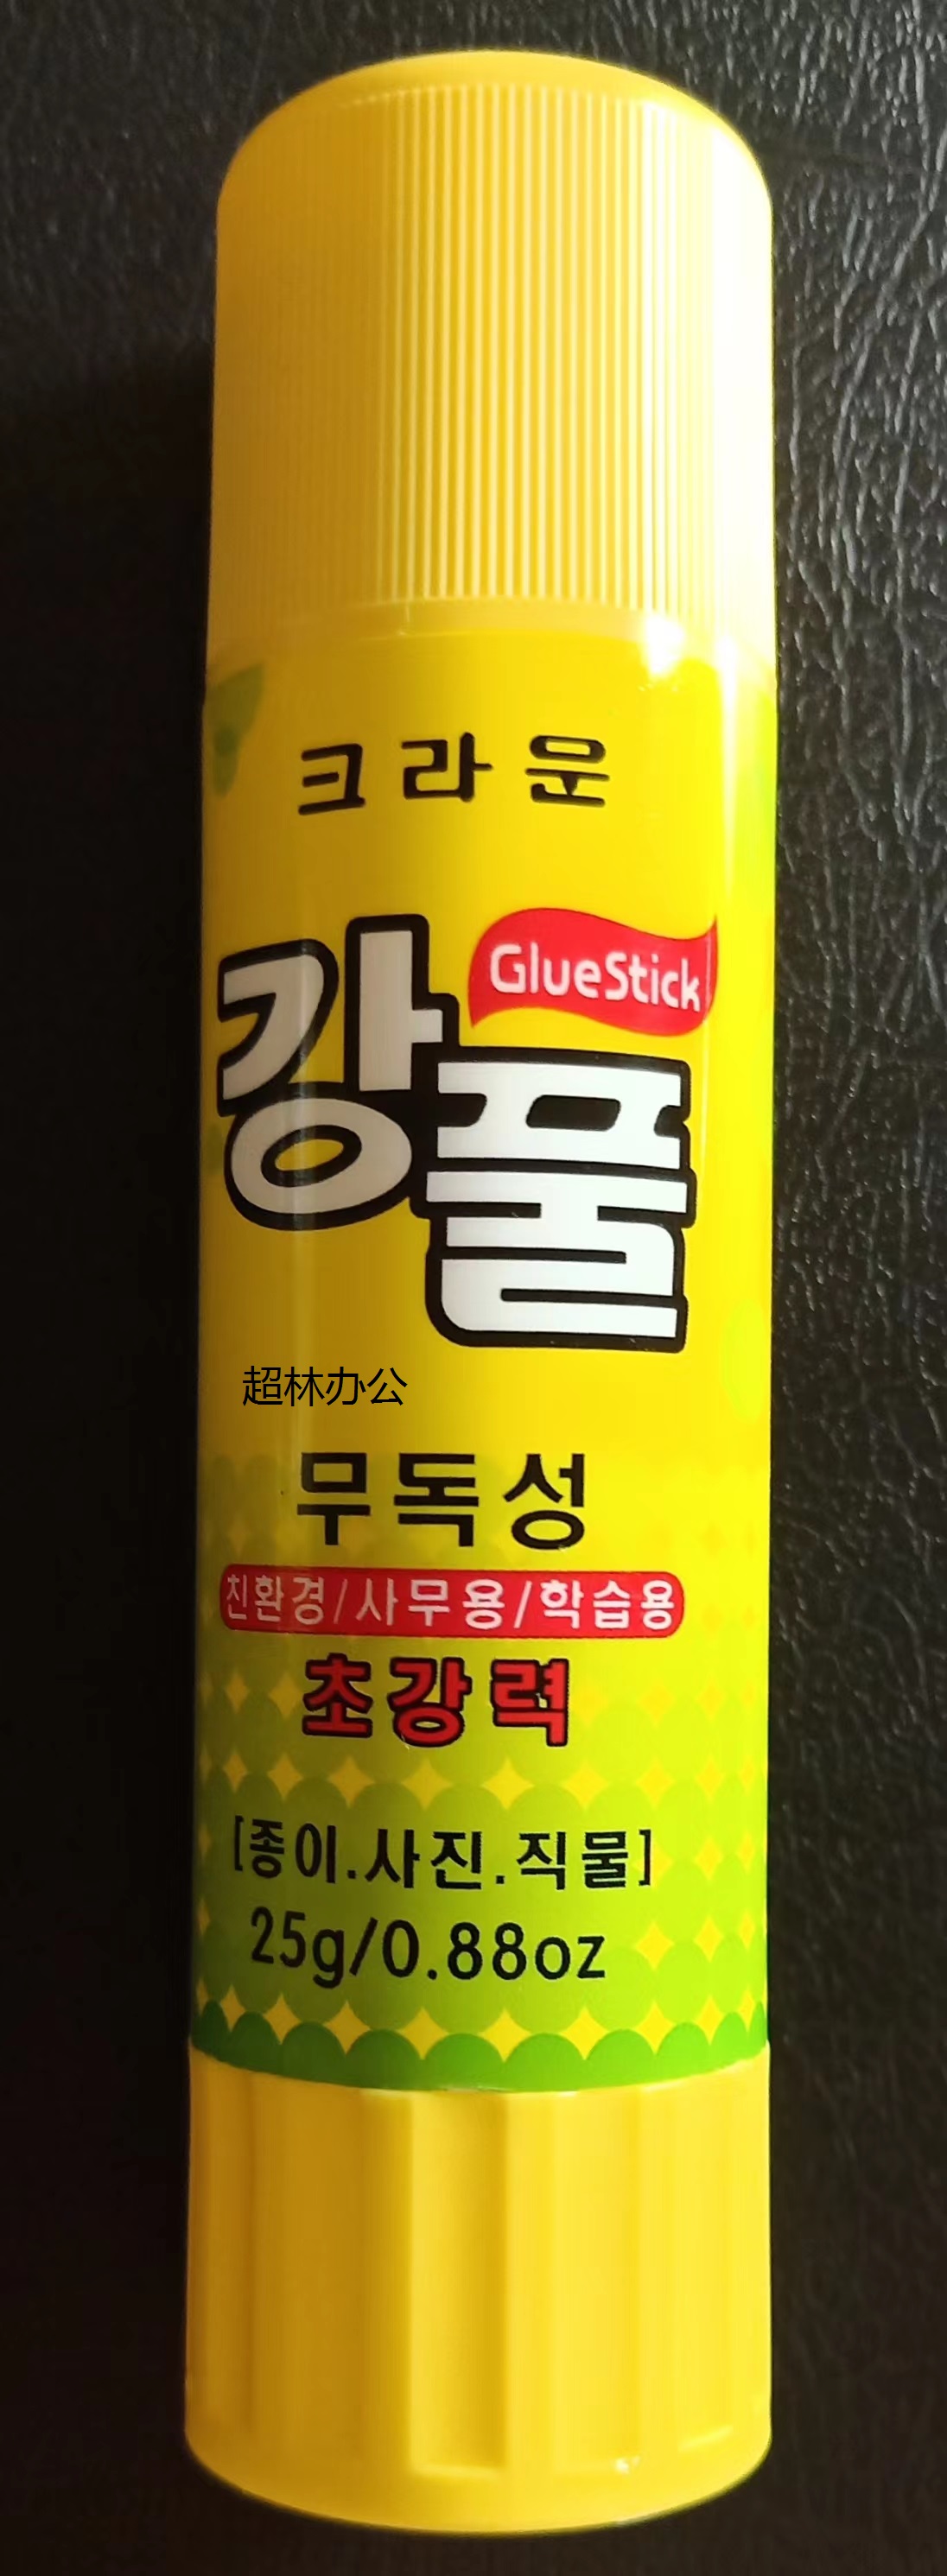 크라운
GlueStick
강풀
超林办公
무독성
친환경/사무용/학습용
초강력
[종이.사진.직물]
25g/0.88oz